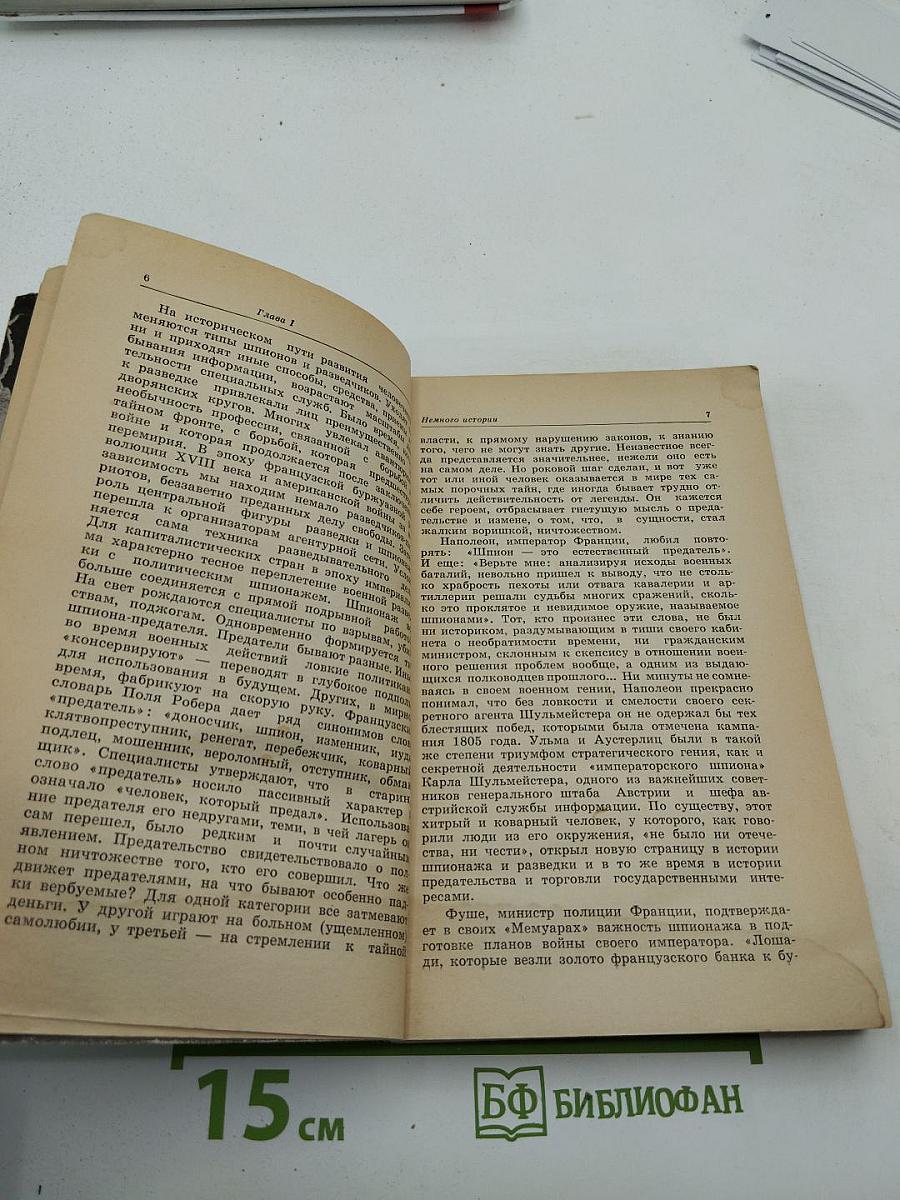 6
Глава I
На историческом пути развития
меняются типы шпионов и разведчиков.
ни и приходят иные способы, средства
бывания информации, возрастают масштабы
тельности специальных служб. Было время,
к разведке привлекали лиц преимущественно
дворянских кругов. Многих увлекал
необычность профессии, связанной с борьбой
тайном фронте, с борьбой, которая
войне и которая продолжается после
перемирия. В эпоху французской буржуазной
волюции XVIII века и американской войны за
зависимость мы находим немало разведчиков-
риотов, беззаветно преданных делу свободы.
роль центральной фигуры разведки и шпионажа
перешла к организаторам агентурной сети.
няется сама техника разведывательного
Для капиталистических стран в эпоху
ма характерно тесное переплетение военной
ки с политическим шпионажем. Шпионаж
больше соединяется с прямой подрывной
На свет рождаются специалисты по взрывам,
ствам, поджогам. Одновременно формируется
шпиона-предателя. Предатели бывают разные.
во время военных действий ловкие
«консервируют» — переводят в глубокое
для использования в будущем. Других, в
время, фабрикуют на скорую руку.
словарь Поля Робера дает ряд синонимов
«предатель»: «доносчик, шпион, изменник,
клятвопреступник, ренегат, перебежчик, коварный
подлец, мошенник, вероломный, отступник,
щик». Специалисты утверждают, что в
слово «предатель» носило пассивный характер
означало «человек, который предал».
ние предателя его недругами, теми, в чей лагерь
сам перешел, было редким и почти
явлением. Предательство свидетельствовало о
ном ничтожестве того, кто его совершил. Что же
движет предателями, на что бывают особенно пад-
ки вербуемые? Для одной категории все затмевают
деньги. У другой играют на больном (ущемленном)
самолюбии, у третьей — на стремлении к тайной
Немного истории
7
власти, к прямому нарушению законов, к знанию
того, чего не могут знать другие. Неизвестное всег-
да представляется значительнее, нежели оно есть
на самом деле. Но роковой шаг сделан, и вот уже
тот или иной человек оказывается в мире тех са-
мых порочных тайн, где иногда бывает трудно от-
личить действительность от легенды. Он кажется
себе героем, отбрасывает гнетущую мысль о преда-
тельстве и измене, о том, что, в сущности, стал
жалким воришкой, ничтожеством.
Наполеон, император Франции, любил повто-
рять: «Шпион — это естественный предатель».
И еще: «Верьте мне: анализируя исходы военных
баталий, невольно пришел к выводу, что не столь-
ко храбрость пехоты или отвага кавалерии и ар-
тиллерии решали судьбы многих сражений, сколь-
ко это проклятое и невидимое оружие, называемое
шпионами». Тот, кто произнес эти слова, не был
ни историком, раздумывающим в тиши своего каби-
нета о необратимости времени, ни гражданским
министром, склонным к скепсису в отношении воен-
ного решения проблем вообще, а одним из выдаю-
щихся полководцев прошлого... Ни минуты не сомне-
ваясь в своем военном гении, Наполеон прекрасно
понимал, что без ловкости и смелости своего се-
кретного агента Шульмейстера он не одержал бы тех
блестящих побед, которыми была отмечена кампа-
ния 1805 года. Ульма и Аустерлиц были в такой
же степени триумфом стратегического гения, как и
секретной деятельности «императорского шпиона»
Карла Шульмейстера, одного из важнейших совет-
ников генерального штаба Австрии и шефа ав-
стрийской службы информации. По существу, этот
хитрый и коварный человек, у которого, как гово-
рили люди из его окружения, «не было ни отече-
ства, ни чести», открыл новую страницу в истории
шпионажа и разведки и в то же время в истории
предательства и торговли государственными инте-
ресами.
Фуше, министр полиции Франции, подтвержда-
ет в своих «Мемуарах» важность шпионажа в под-
готовке планов войны своего императора. «Лоша-
ди, которые везли золото французского банка к бу-
15 см
БФ БИБЛИОФАН